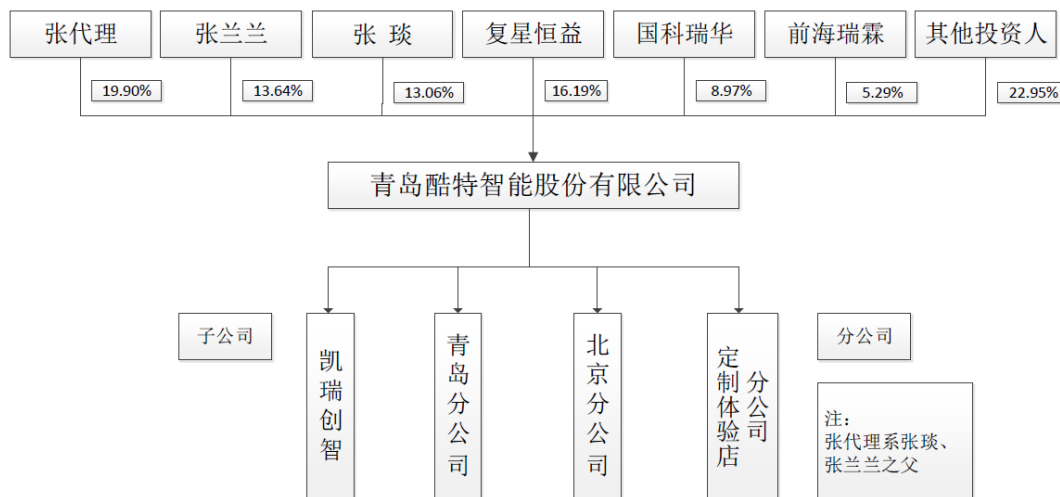 张代理
张兰兰
张 琰
复星恒益
国科瑞华
前海瑞霖
其他投资人
19.90%
13.64%
13.06%
16.19%
8.97%
5.29%
22.95%
青岛酷特智能股份有限公司
子公司
凯瑞创智
青岛分公司
北京分公司
定制体验店
分公司
分公司
注：
张代理系张琰、
张兰兰之父